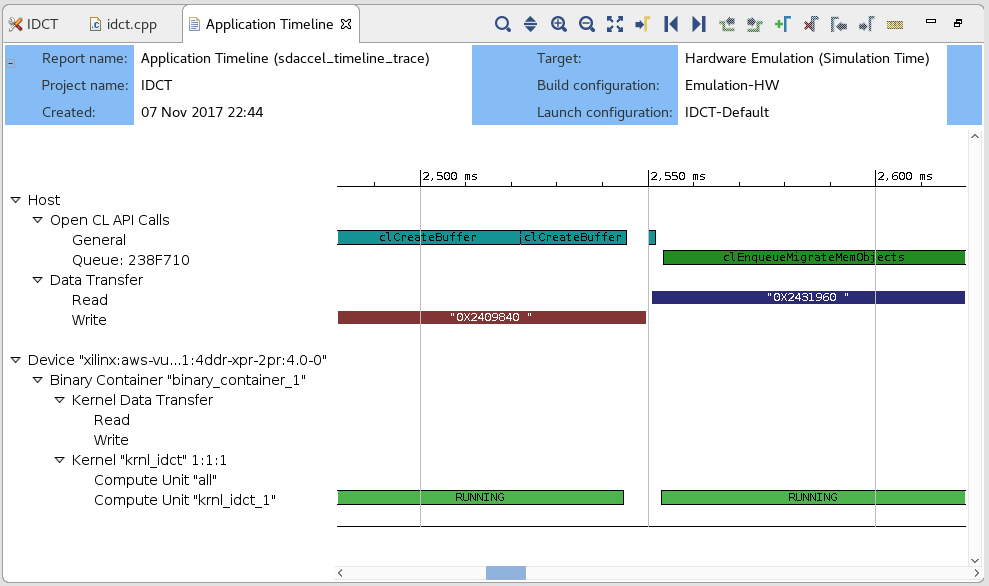 IDCT idct.cpp Application Timeline
Report name: Application Timeline (sdaccel_timeline_trace) Target: Hardware Emulation (Simulation Time)
Project name: IDCT Build configuration: Emulation-HW
Created: 07 Nov 2017 22:44 Launch configuration: IDCT-Default
2,500 ms 2,550 ms 2,600 ms
Host
Open CL API Calls
General clCreateBuffer clCreateBuffer
Queue: 238F710 clEnqueueMigrateMemObjects
Data Transfer
Read "0X2431960 "
Write "0X2409840 "
Device "xilinx:aws-vu...1:4ddr-xpr-2pr:4.0-0"
Binary Container "binary_container_1"
Kernel Data Transfer
Read
Write
Kernel "krnl_idct" 1:1:1
Compute Unit "all"
Compute Unit "krnl_idct_1" RUNNING RUNNING